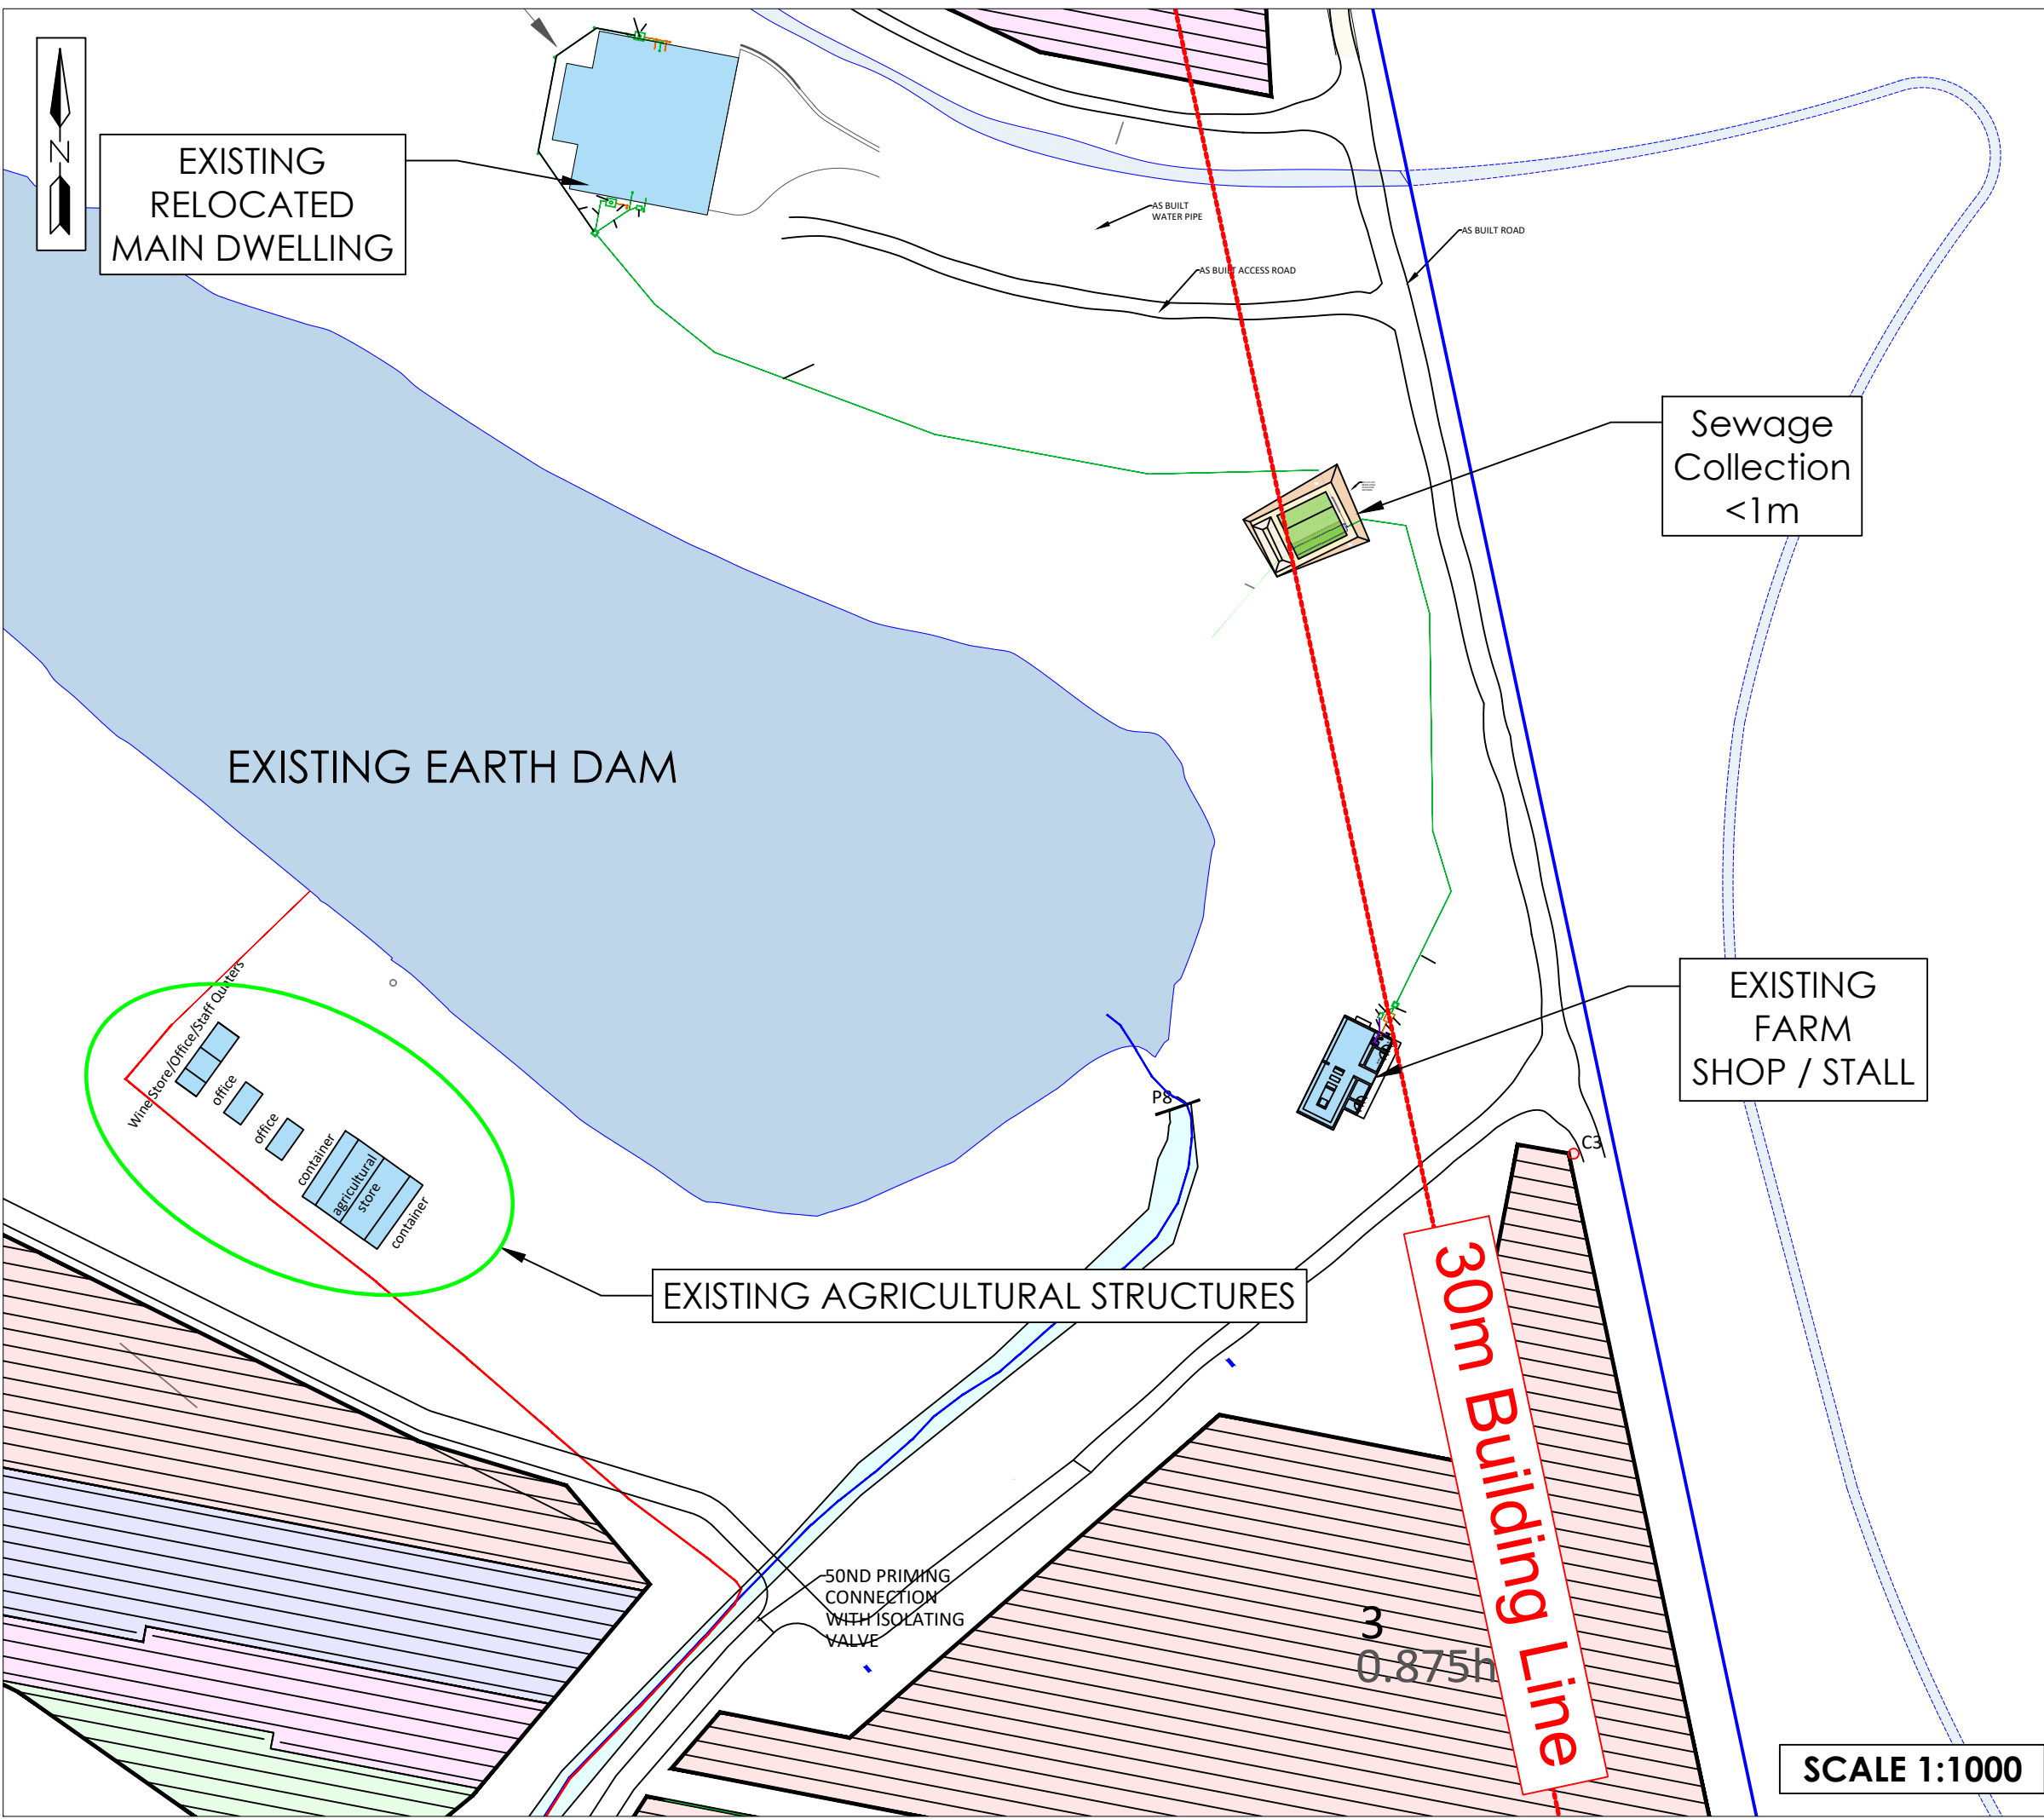 N
EXISTING
RELOCATED
MAIN DWELLING
AS BUILT
WATER PIPE
AS BUILT ROAD
AS BUILT ACCESS ROAD
Sewage
Collection
<1m
EXISTING EARTH DAM
EXISTING
FARM
SHOP / STALL
Wine Store/Office/Staff Quaters
office
office
container
agricultural
store
container
P8
C3
EXISTING AGRICULTURAL STRUCTURES
30m Building Line
50ND PRIMING
CONNECTION
WITH ISOLATING
VALVE
3
0.875h
SCALE 1:1000